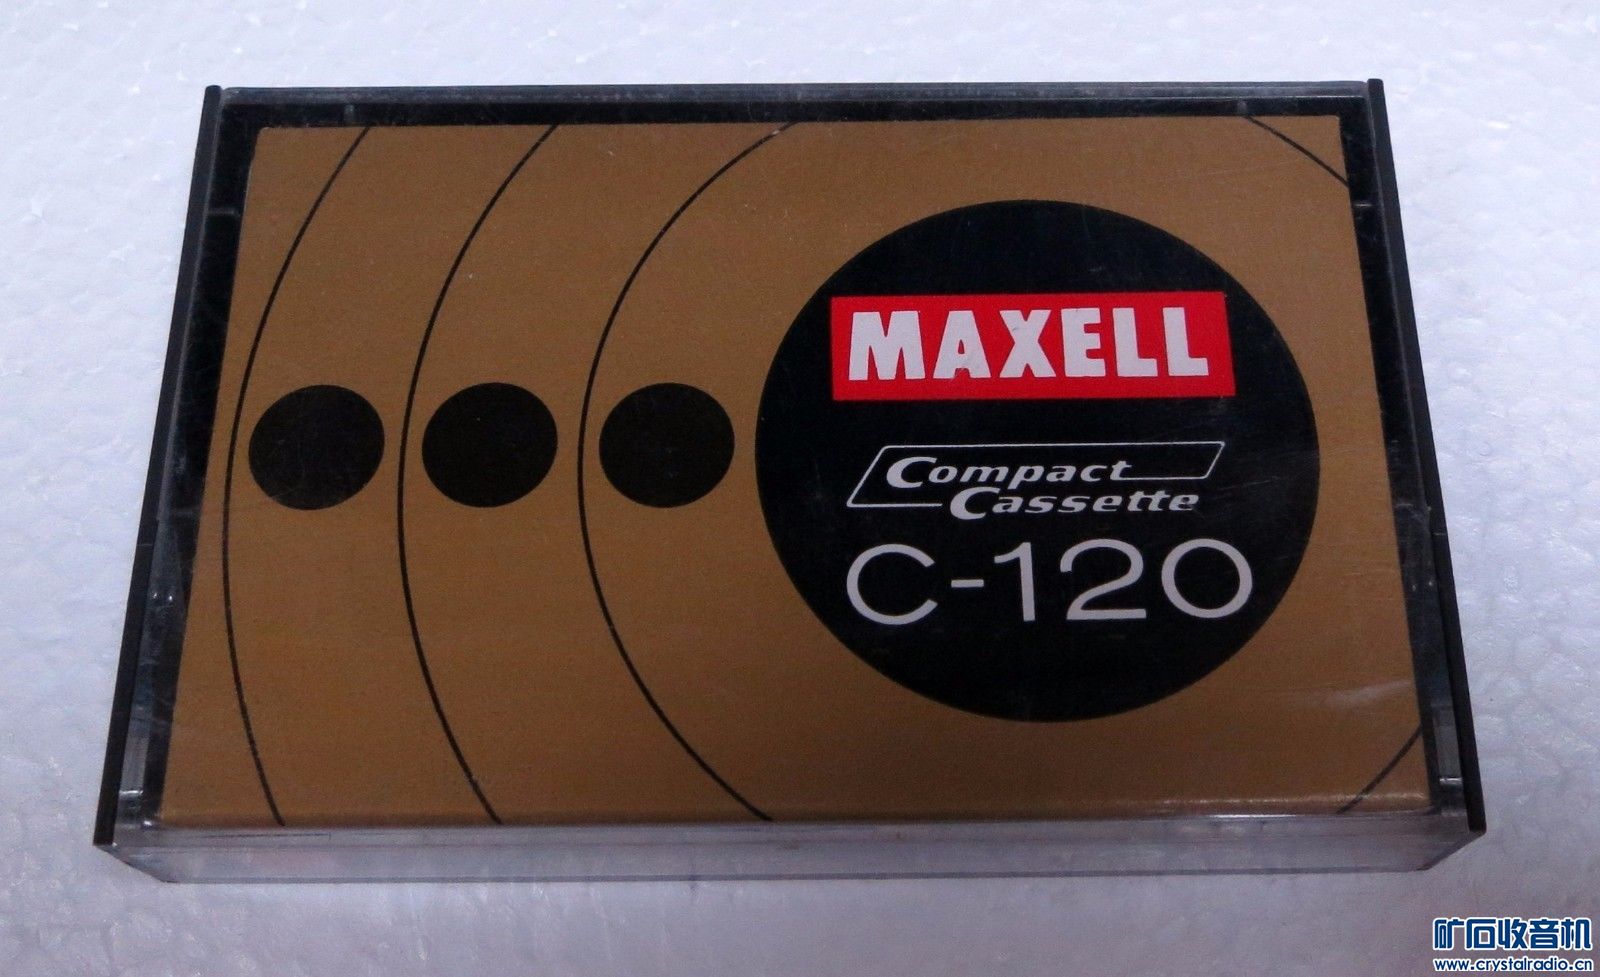 MAXELL
Compact
Cassette
C-120
矿石收音机
www.crystalradio.cn